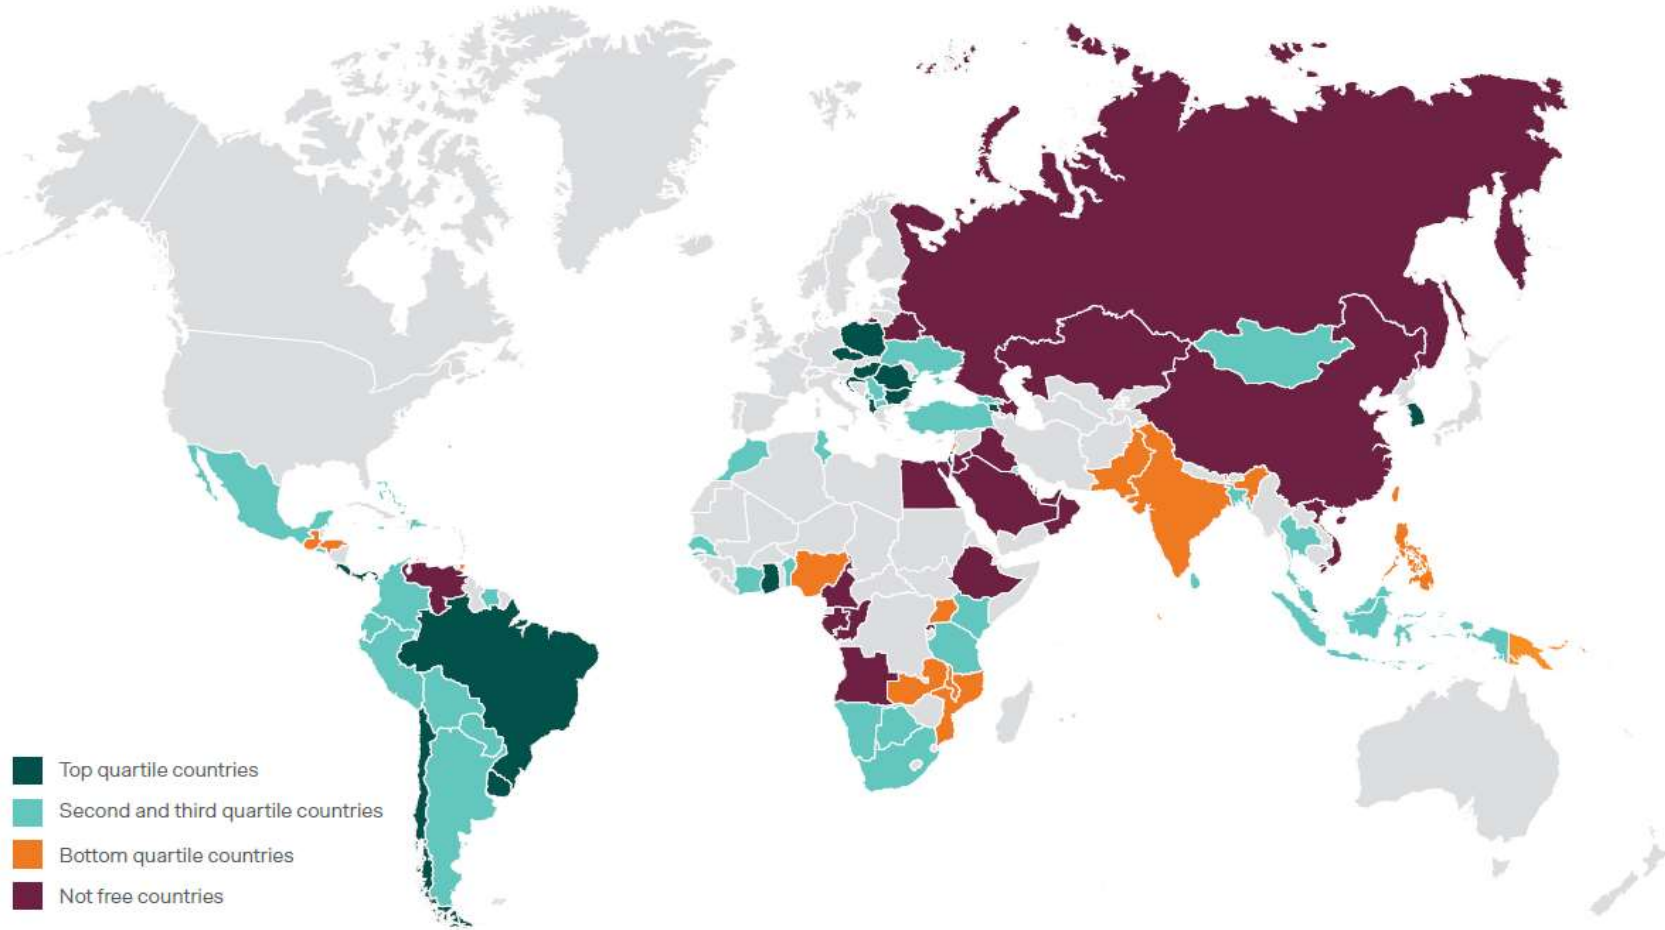 Top quartile countries
Second and third quartile countries
Bottom quartile countries
Not free countries